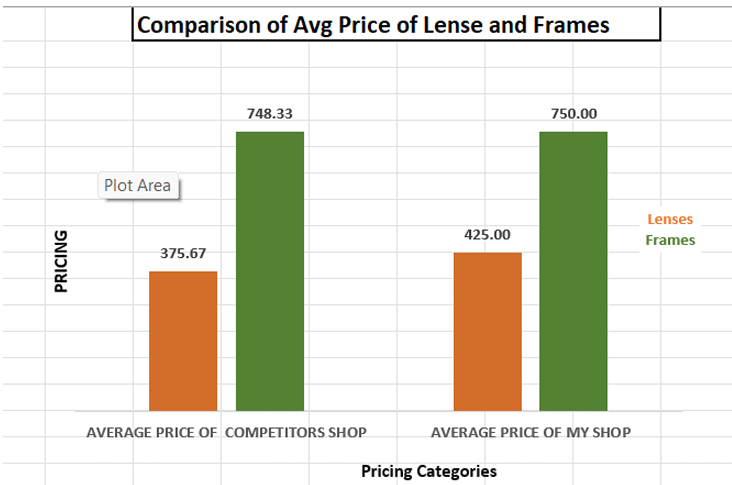 Comparison of Avg Price of Lense and Frames
748.33
750.00
Plot Area
375.67
425.00
PRICING
Lenses
Frames
AVERAGE PRICE OF  COMPETITORS SHOP
AVERAGE PRICE OF MY SHOP
Pricing Categories